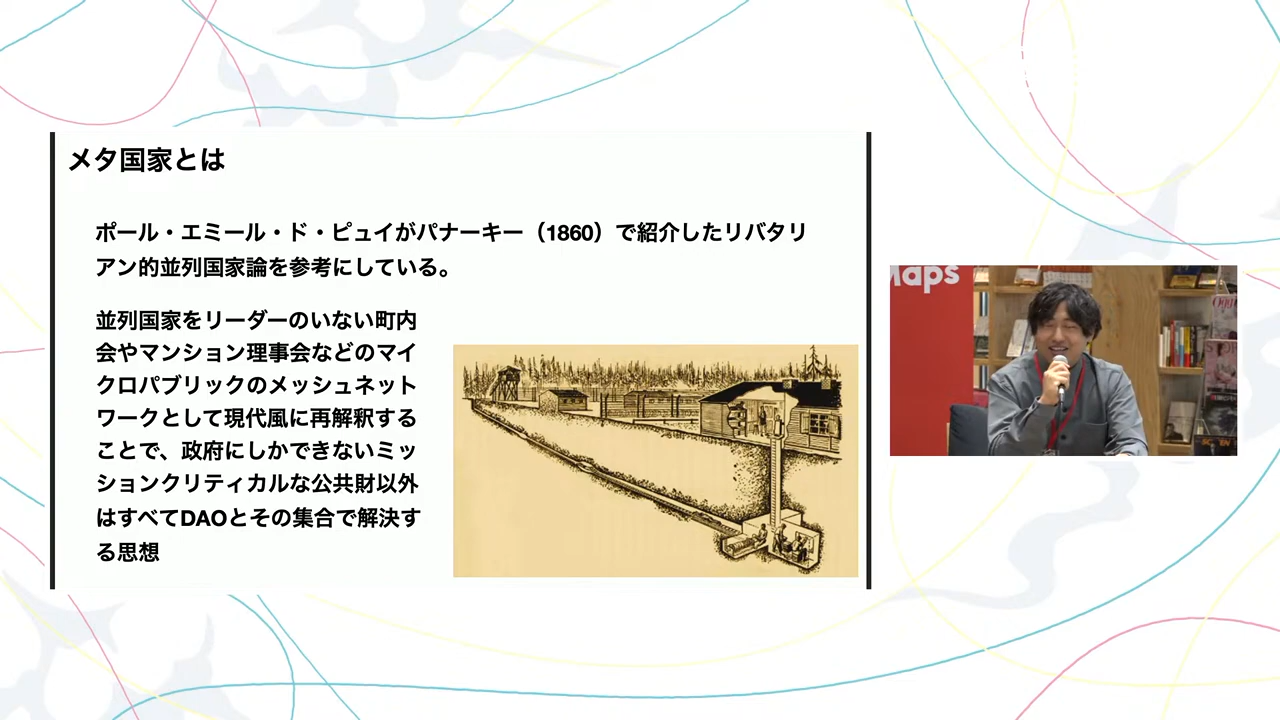 メタ国家とは
ポール・エミール・ド・ピュイがパナーキー（1860）で紹介したリバタリ
アン的並列国家論を参考にしている。
並列国家をリーダーのいない町内
会やマンション理事会などのマイ
クロパブリックのメッシュネット
ワークとして現代風に再解釈する
ことで、政府にしかできないミッ
ションクリティカルな公共財以外
はすべてDAOとその集合で解決す
る思想
Maps